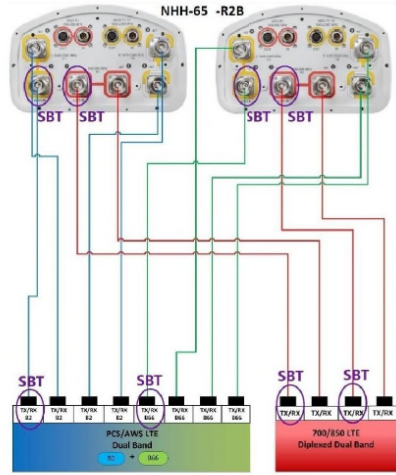 NHH-65 -R2B
SBT SBT SBT SBT
SBT SBT SBT SBT
TX/RX TX/RX TX/RX TX/RX TX/RX TX/RX TX/RX TX/RX TX/RX TX/RX TX/RX TX/RX
B2 B2 B2 B2 B66 B66 B66 B66
PCS/AWS LTE
Dual Band
B2 + B66
700/850 LTE
Diplexed Dual Band